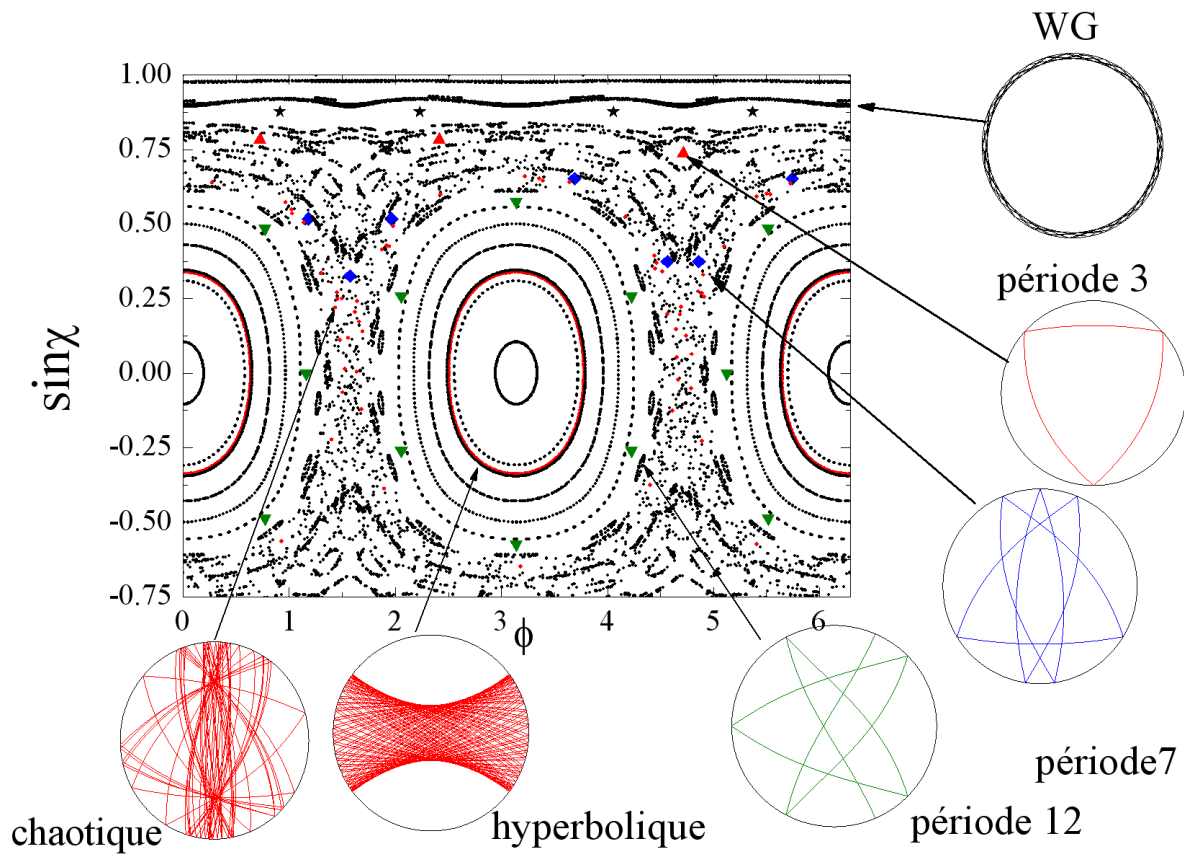 WG
1.00
0.75
0.50
0.25
0.00
-0.25
-0.50
-0.75
sinχ
0 1 2 3 4 5 6
ϕ
période 3
période7
période 12
hyperbolique
chaotique